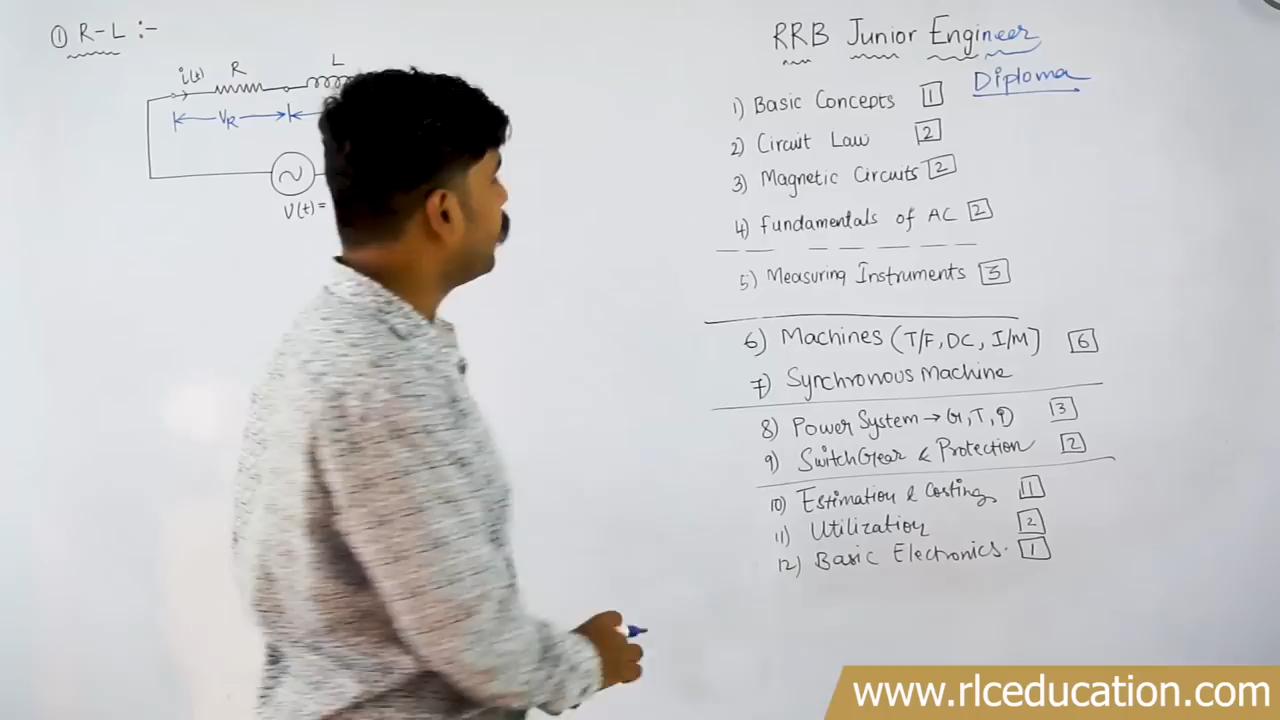 ① R-L :-
i(t) R L
V_R
V(t) =
RRB Junior Engineer
Diploma
1) Basic Concepts 1
2) Circuit Law 2
3) Magnetic Circuits 2
4) fundamentals of AC 2
5) Measuring Instruments 3
6) Machines (T/F, DC, I/M] 6
7) Synchronous Machine
8) Power System → G, T, D 3
9) SwitchGear & Protection 2
10) Estimation & Costing 1
11) Utilization 2
12) Basic Electronics. 1
www.rlceducation.com